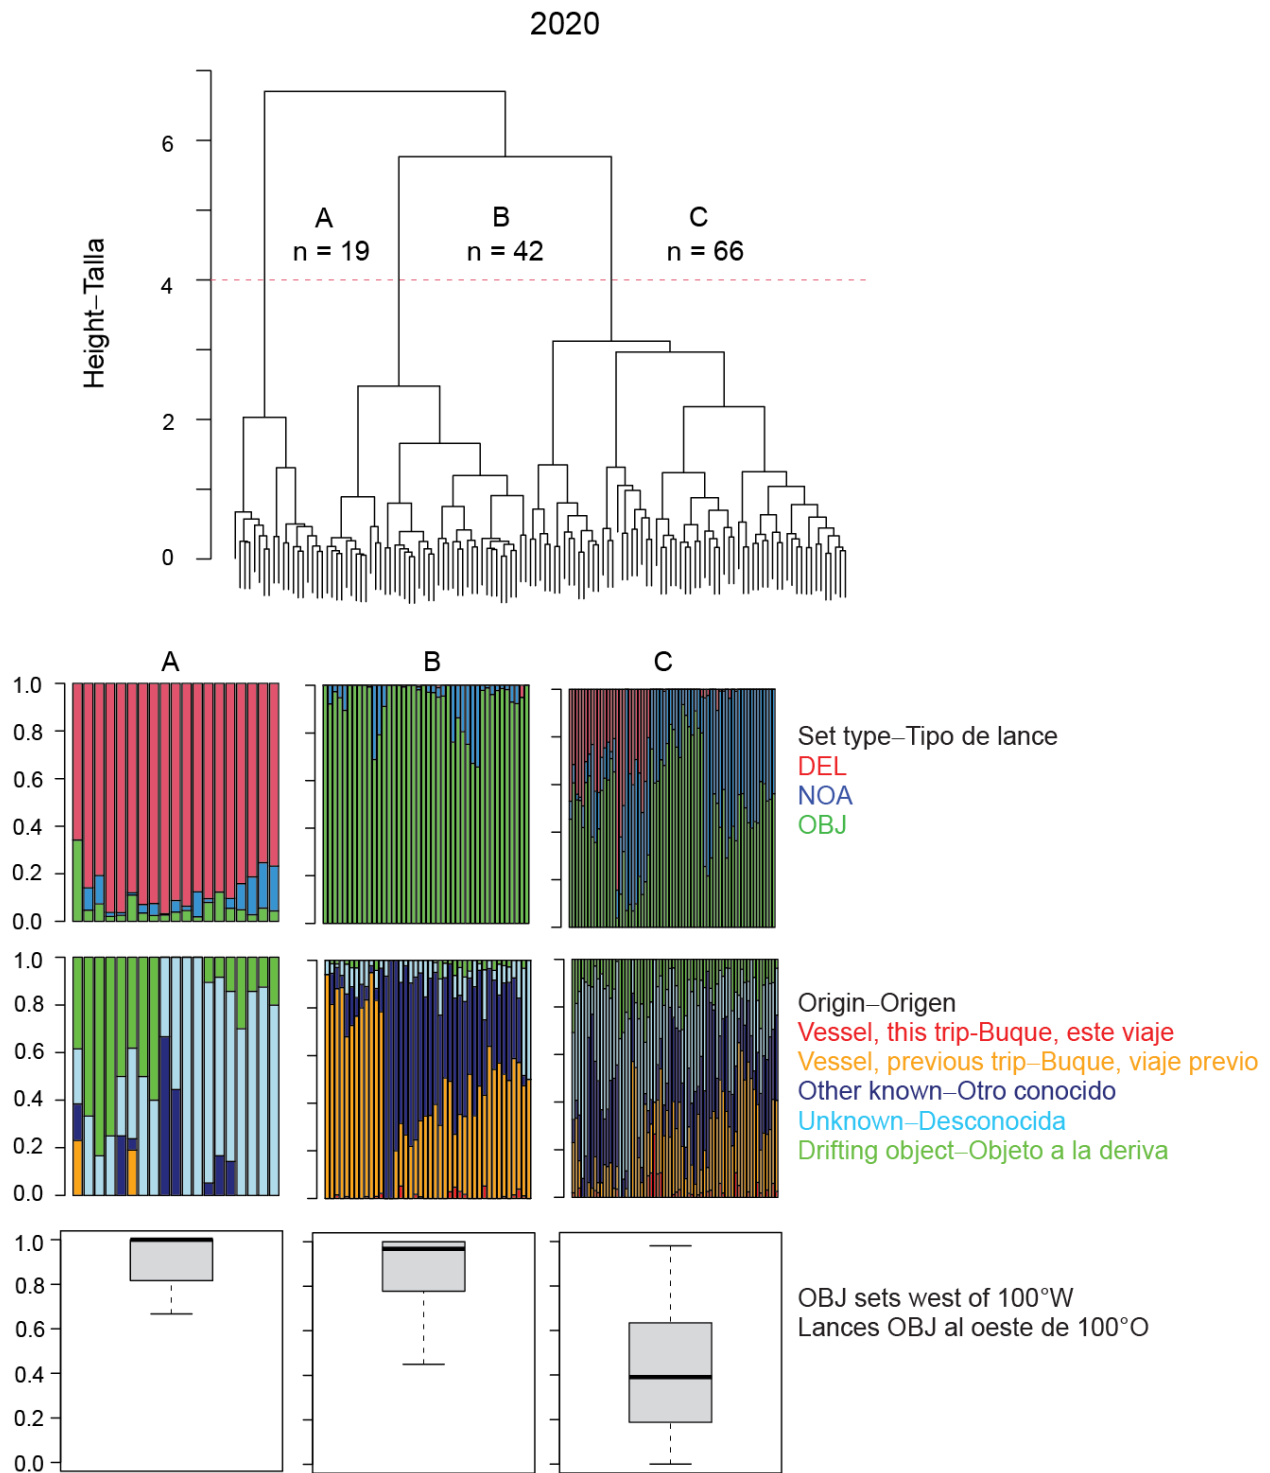 2020
6
4
2
0
Height–Talla
A
n = 19
B
n = 42
C
n = 66
A
B
C
1.0
0.8
0.6
0.4
0.2
0.0
Set type–Tipo de lance
DEL
NOA
OBJ
1.0
0.8
0.6
0.4
0.2
0.0
Origin–Origen
Vessel, this trip-Buque, este viaje
Vessel, previous trip–Buque, viaje previo
Other known–Otro conocido
Unknown–Desconocida
Drifting object–Objeto a la deriva
1.0
0.8
0.6
0.4
0.2
0.0
OBJ sets west of 100°W
Lances OBJ al oeste de 100°O